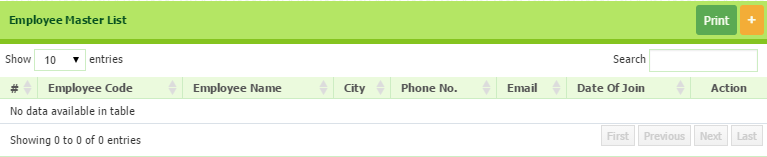 Employee Master List Print +
Show 10 entries Search
# Employee Code Employee Name City Phone No. Email Date Of Join Action
No data available in table
Showing 0 to 0 of 0 entries First Previous Next Last